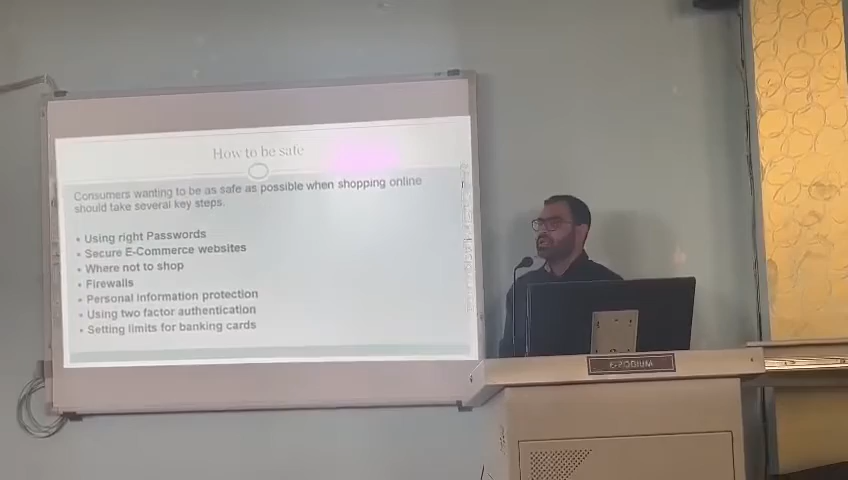 How to be safe
Consumers wanting to be as safe as possible when shopping online
should take several key steps.
• Using right Passwords
• Secure E-Commerce websites
• Where not to shop
• Firewalls
• Personal Information protection
• Using two factor authentication
• Setting limits for banking cards